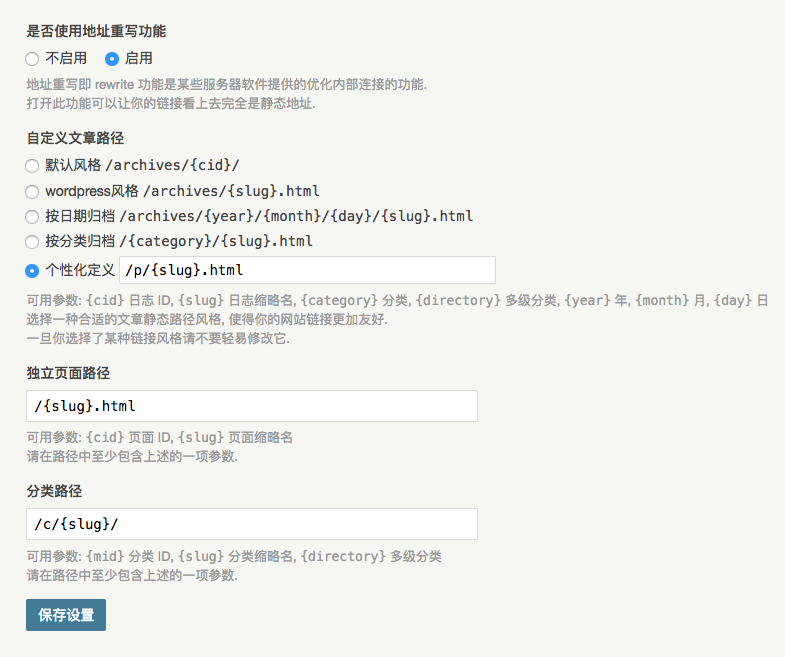 是否使用地址重写功能
不启用 启用
地址重写即 rewrite 功能是某些服务器软件提供的优化内部连接的功能.
打开此功能可以让你的链接看上去完全是静态地址.
自定义文章路径
默认风格 /archives/{cid}/
wordpress风格 /archives/{slug}.html
按日期归档 /archives/{year}/{month}/{day}/{slug}.html
按分类归档 /{category}/{slug}.html
个性化定义 /p/{slug}.html
可用参数: {cid} 日志 ID, {slug} 日志缩略名, {category} 分类, {directory} 多级分类, {year} 年, {month} 月, {day} 日
选择一种合适的文章静态路径风格, 使得你的网站链接更加友好.
一旦你选择了某种链接风格请不要轻易修改它.
独立页面路径
/{slug}.html
可用参数: {cid} 页面 ID, {slug} 页面缩略名
请在路径中至少包含上述的一项参数.
分类路径
/c/{slug}/
可用参数: {mid} 分类 ID, {slug} 分类缩略名, {directory} 多级分类
请在路径中至少包含上述的一项参数.
保存设置